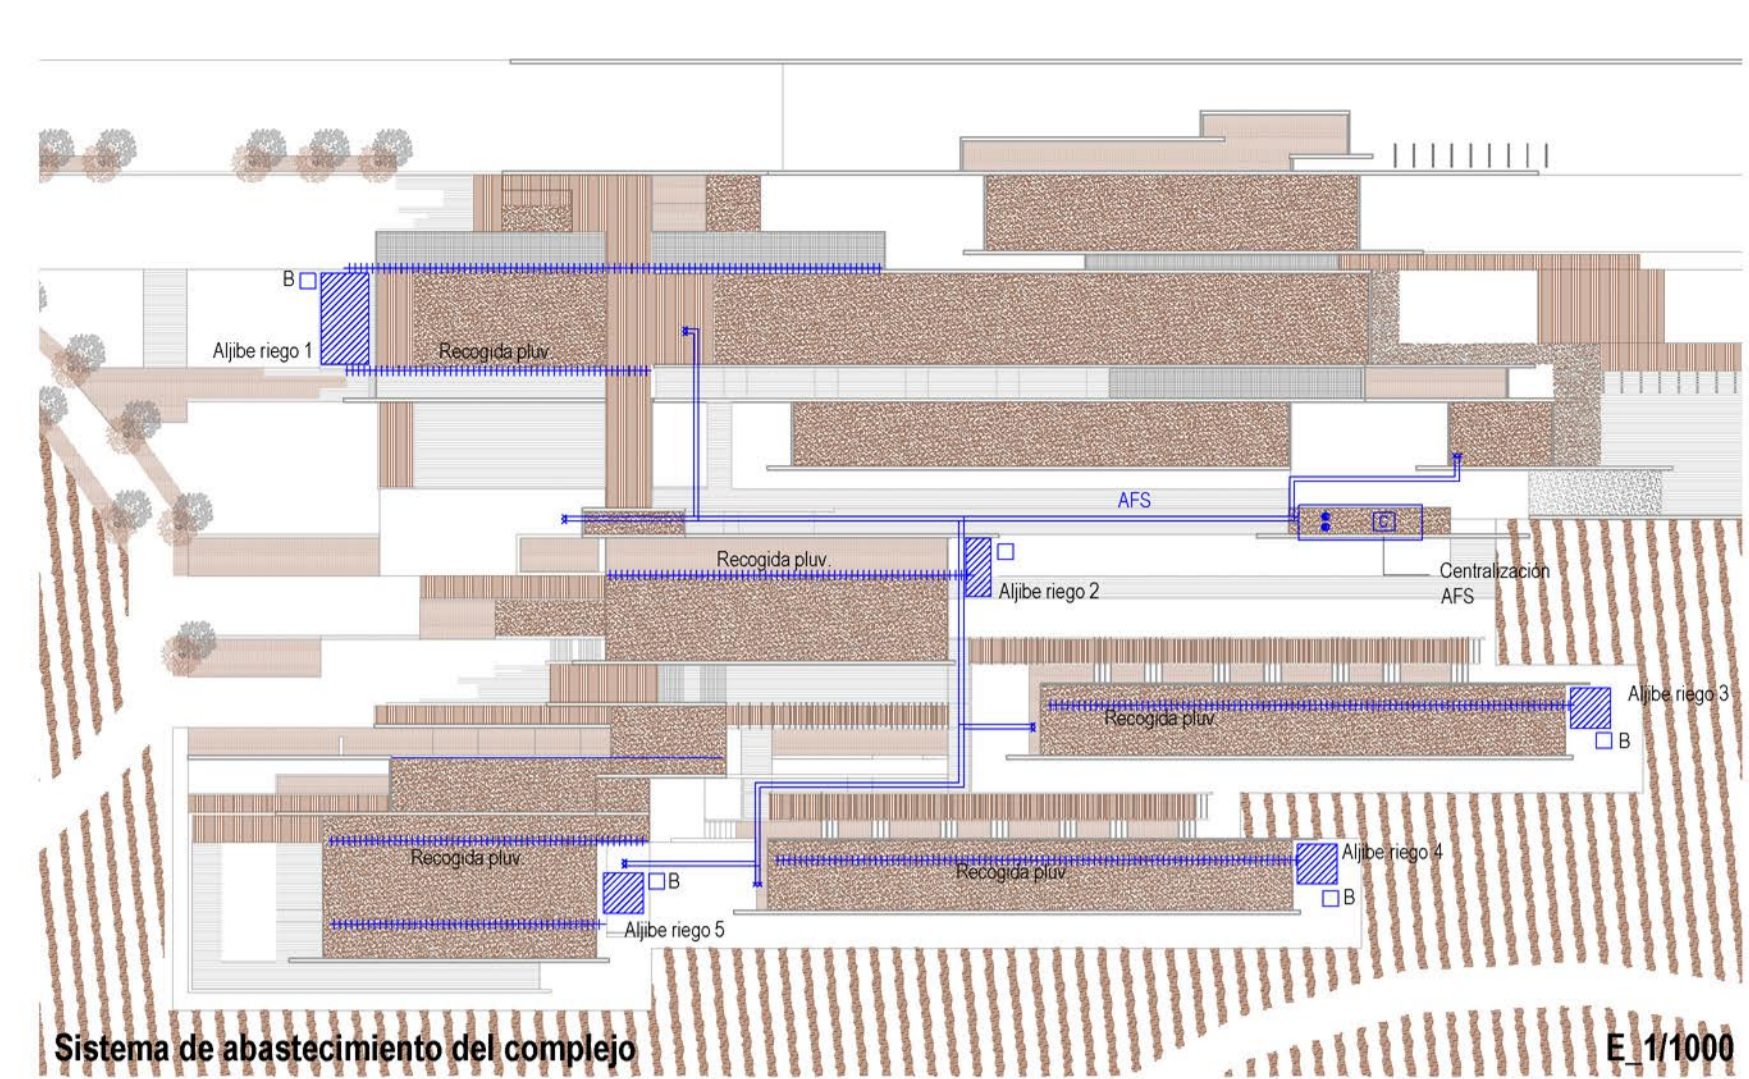 B
Aljibe riego 1
Recogida pluv
AFS
C
Recogida pluv.
Centralización
AFS
Aljibe riego 2
Aljibe riego 3
Recogida pluv
B
Recogida pluv
Aljibe riego 4
Recogida pluv
B
B
Aljibe riego 5
Sistema de abastecimiento del complejo
E_1/1000